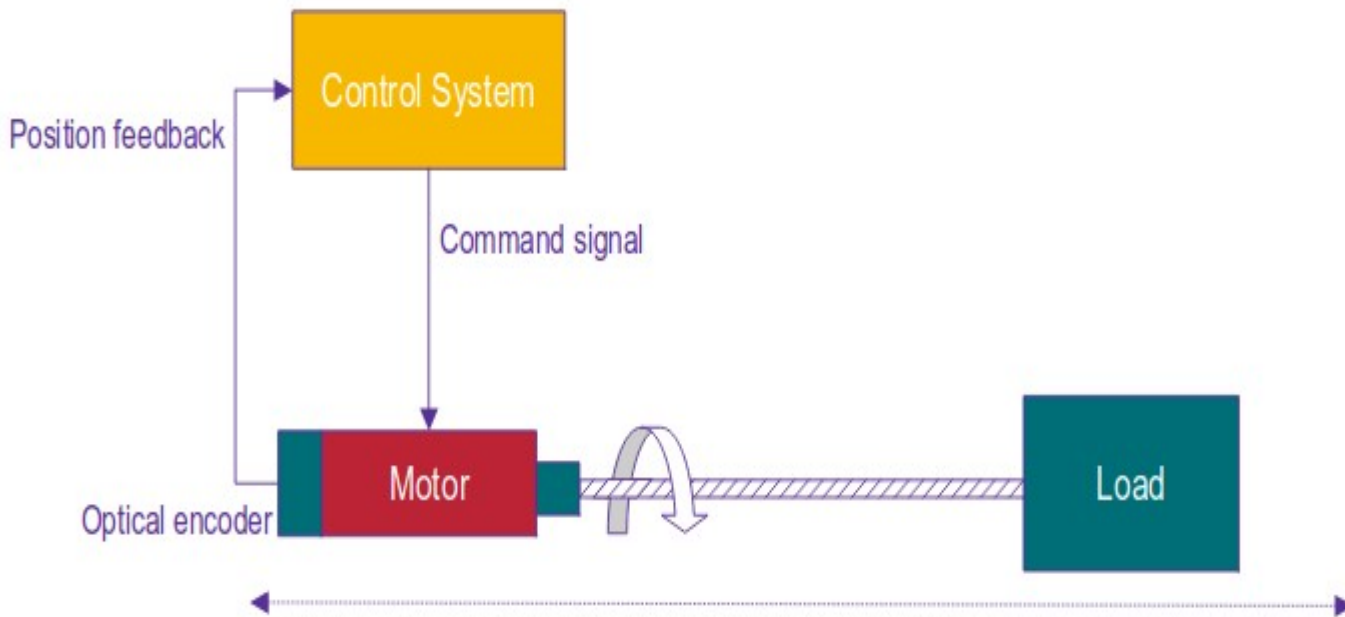 Control System
Position feedback
Command signal
Motor
Load
Optical encoder